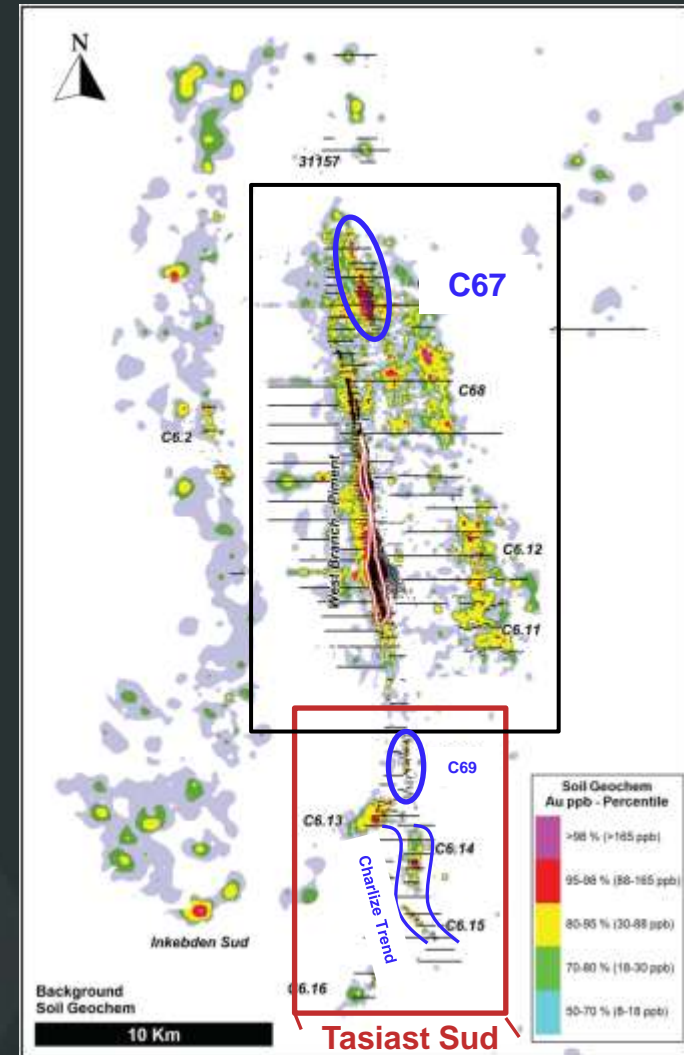 N
31157
C67
C68
C6.2
West Branch - Piment
C6.12
C6.11
C69
C6.13
C6.14
Charlize Trend
C6.15
Inkebden Sud
C6.16
Soil Geochem
Au ppb - Percentile
>98 % (>165 ppb)
95-98 % (88-165 ppb)
80-95 % (30-88 ppb)
70-80 % (18-30 ppb)
50-70 % (8-18 ppb)
Background
Soil Geochem
10 Km
Tasiast Sud